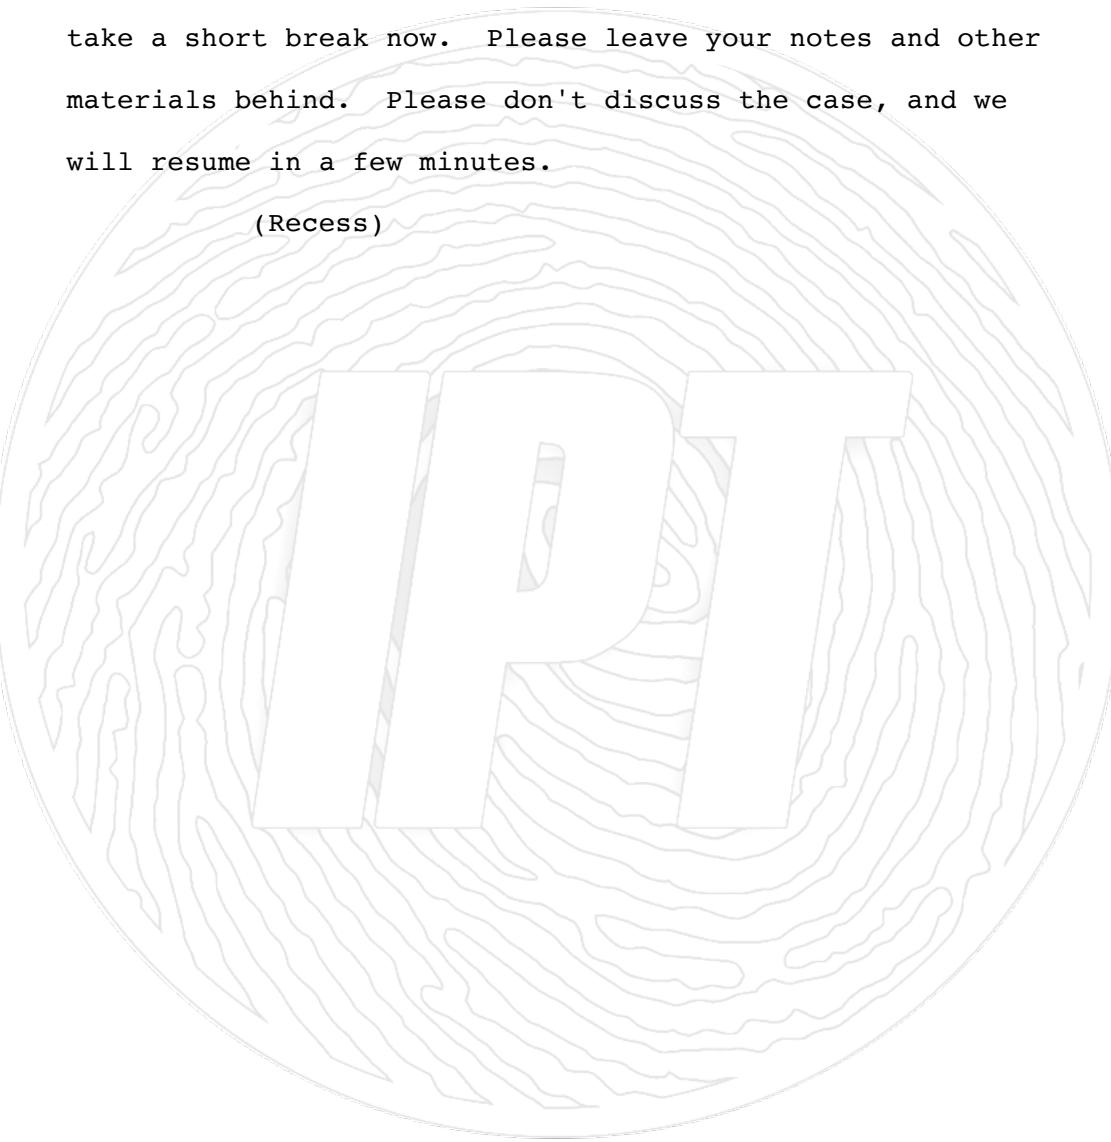 take a short break now.  Please leave your notes and other
materials behind.  Please don't discuss the case, and we
will resume in a few minutes.
(Recess)
IPT